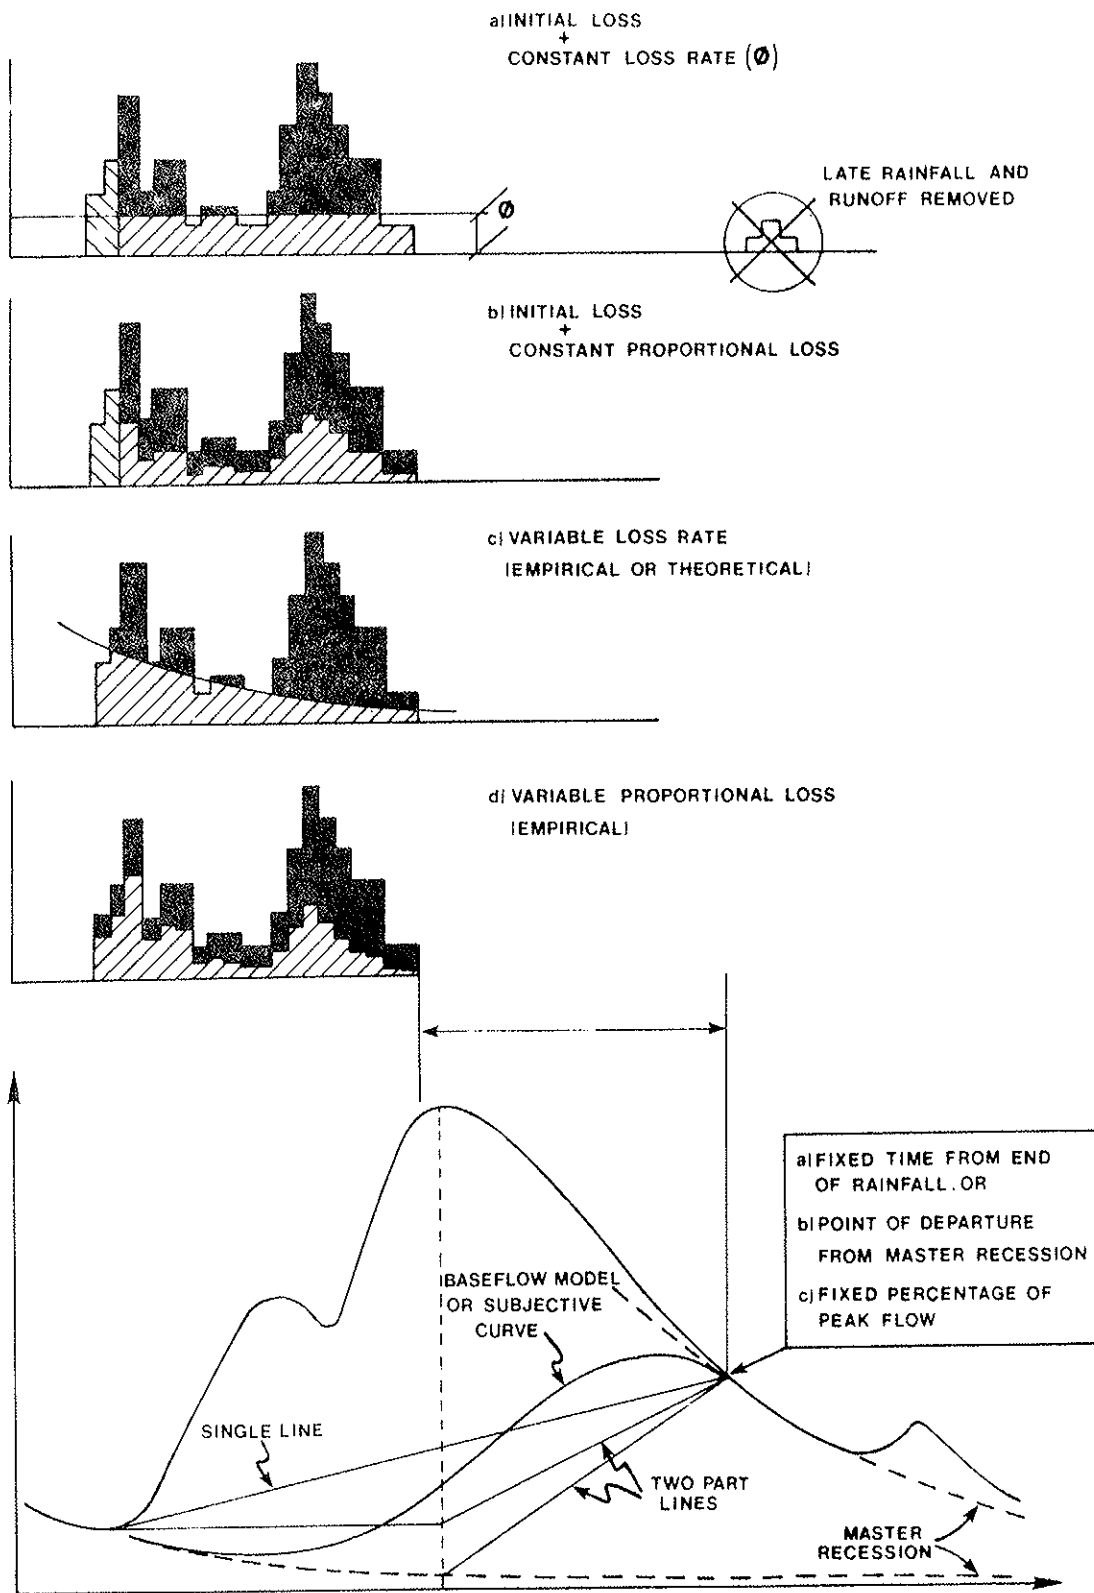 a) INITIAL LOSS
+
CONSTANT LOSS RATE (Ø)
Ø
LATE RAINFALL AND
RUNOFF REMOVED
b) INITIAL LOSS
+
CONSTANT PROPORTIONAL LOSS
c) VARIABLE LOSS RATE
(EMPIRICAL OR THEORETICAL)
d) VARIABLE PROPORTIONAL LOSS
(EMPIRICAL)
a) FIXED TIME FROM END
OF RAINFALL. OR
b) POINT OF DEPARTURE
FROM MASTER RECESSION
c) FIXED PERCENTAGE OF
PEAK FLOW
BASEFLOW MODEL
OR SUBJECTIVE
CURVE
SINGLE LINE
TWO PART
LINES
MASTER
RECESSION